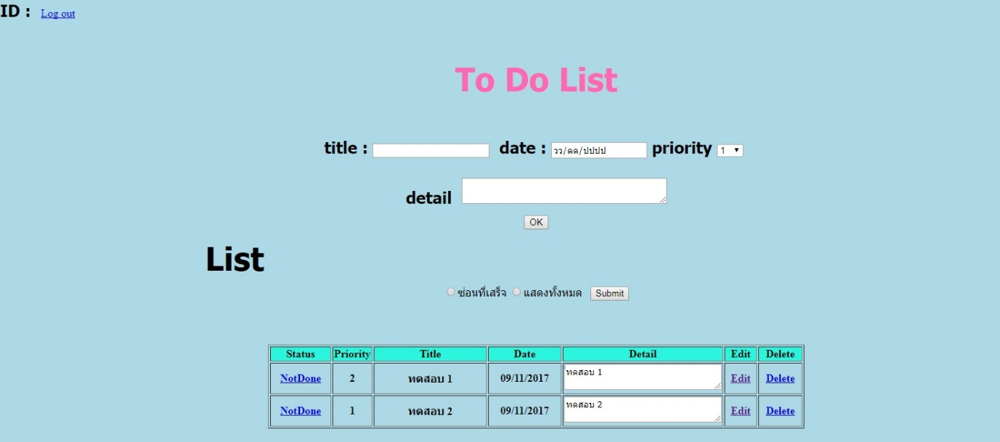 ID : Log out
To Do List
title : date : วว/ดด/ปปปป priority 1
detail
OK
List
ซ่อนที่เสร็จ แสดงทั้งหมด Submit
Status Priority Title Date Detail Edit Delete
NotDone 2 ทดสอบ 1 09/11/2017 ทดสอบ 1 Edit Delete
NotDone 1 ทดสอบ 2 09/11/2017 ทดสอบ 2 Edit Delete